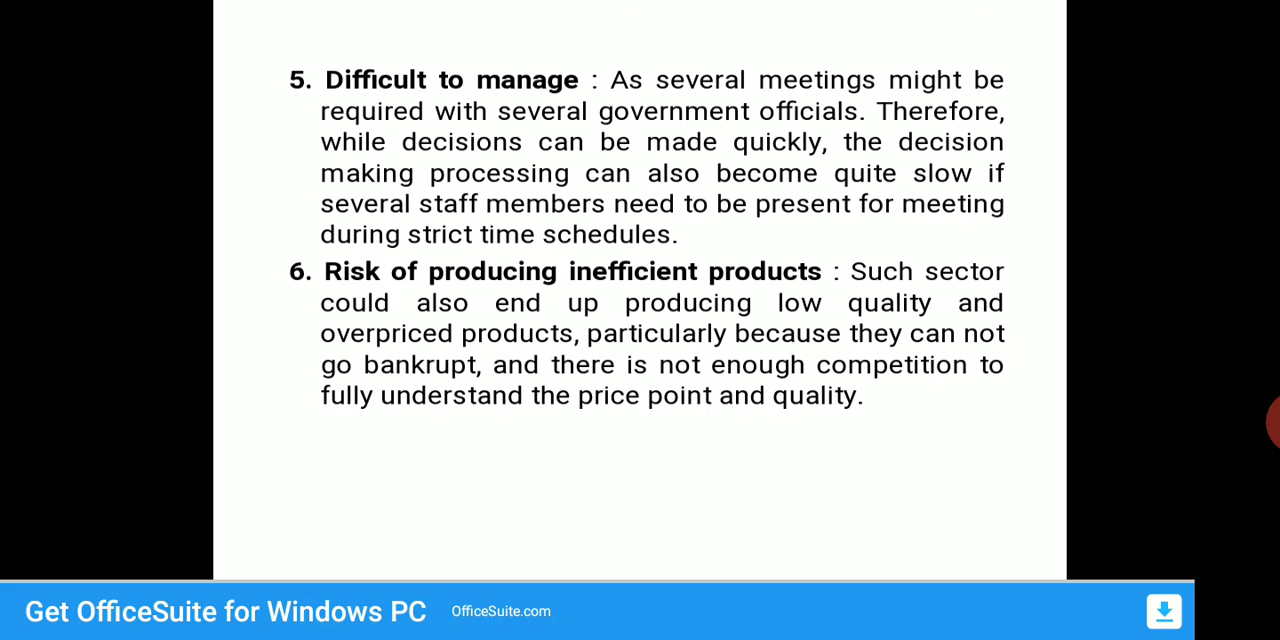 5. Difficult to manage : As several meetings might be
required with several government officials. Therefore,
while decisions can be made quickly, the decision
making processing can also become quite slow if
several staff members need to be present for meeting
during strict time schedules.
6. Risk of producing inefficient products : Such sector
could also end up producing low quality and
overpriced products, particularly because they can not
go bankrupt, and there is not enough competition to
fully understand the price point and quality.
Get OfficeSuite for Windows PC OfficeSuite.com